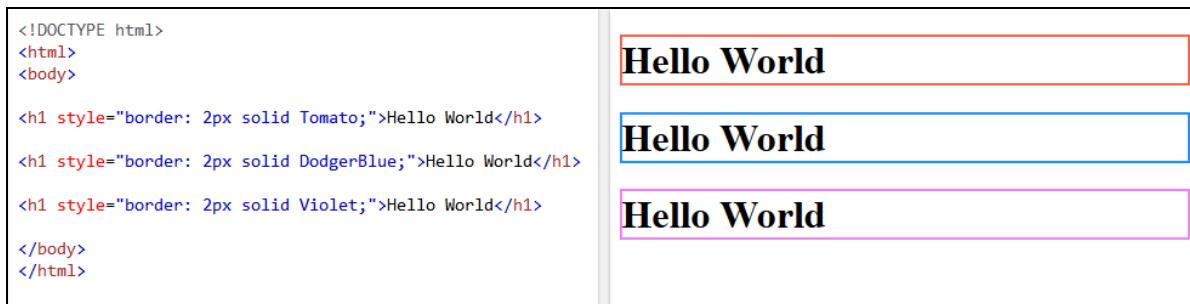 <!DOCTYPE html>
<html>
<body>
<h1 style="border: 2px solid Tomato;">Hello World</h1>
<h1 style="border: 2px solid DodgerBlue;">Hello World</h1>
<h1 style="border: 2px solid Violet;">Hello World</h1>
</body>
</html>
Hello World
Hello World
Hello World